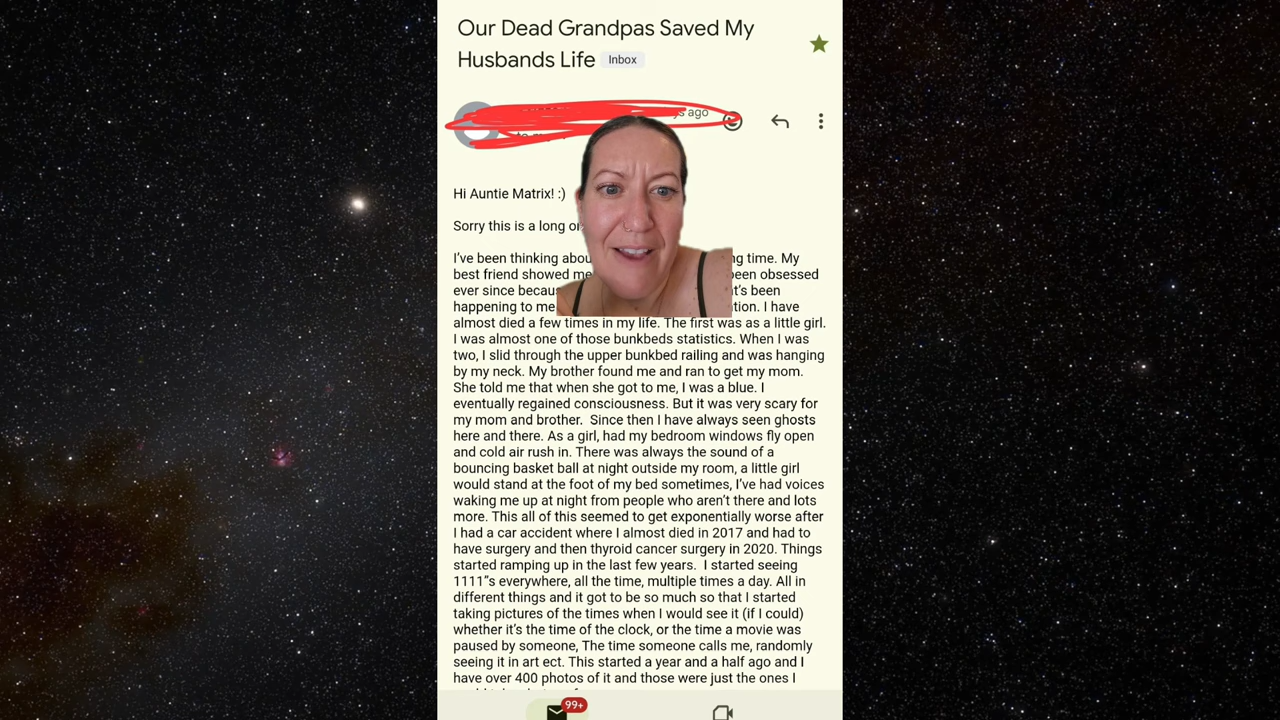 Our Dead Grandpas Saved My
Husbands Life Inbox
ys ago
to m
Hi Auntie Matrix! :)
Sorry this is a long
I've been thinking ng time. My
best friend showed me been obsessed
ever since been
happening to me I have
almost died a few times in my life. The first was as a little girl.
I was almost one of those bunkbeds statistics. When I was
two, I slid through the upper bunkbed railing and was hanging
by my neck. My brother found me and ran to get my mom.
She told me that when she got to me, I was a blue. I
eventually regained consciousness. But it was very scary for
my mom and brother.  Since then I have always seen ghosts
here and there. As a girl, had my bedroom windows fly open
and cold air rush in. There was always the sound of a
bouncing basket ball at night outside my room, a little girl
would stand at the foot of my bed sometimes, I've had voices
waking me up at night from people who aren't there and lots
more. This all of this seemed to get exponentially worse after
I had a car accident where I almost died in 2017 and had to
have surgery and then thyroid cancer surgery in 2020. Things
started ramping up in the last few years.  I started seeing
1111”s everywhere, all the time, multiple times a day. All in
different things and it got to be so much so that I started
taking pictures of the times when I would see it (if I could)
whether it's the time of the clock, or the time a movie was
paused by someone, The time someone calls me, randomly
seeing it in art ect. This started a year and a half ago and I
have over 400 photos of it and those were just the ones I
99+